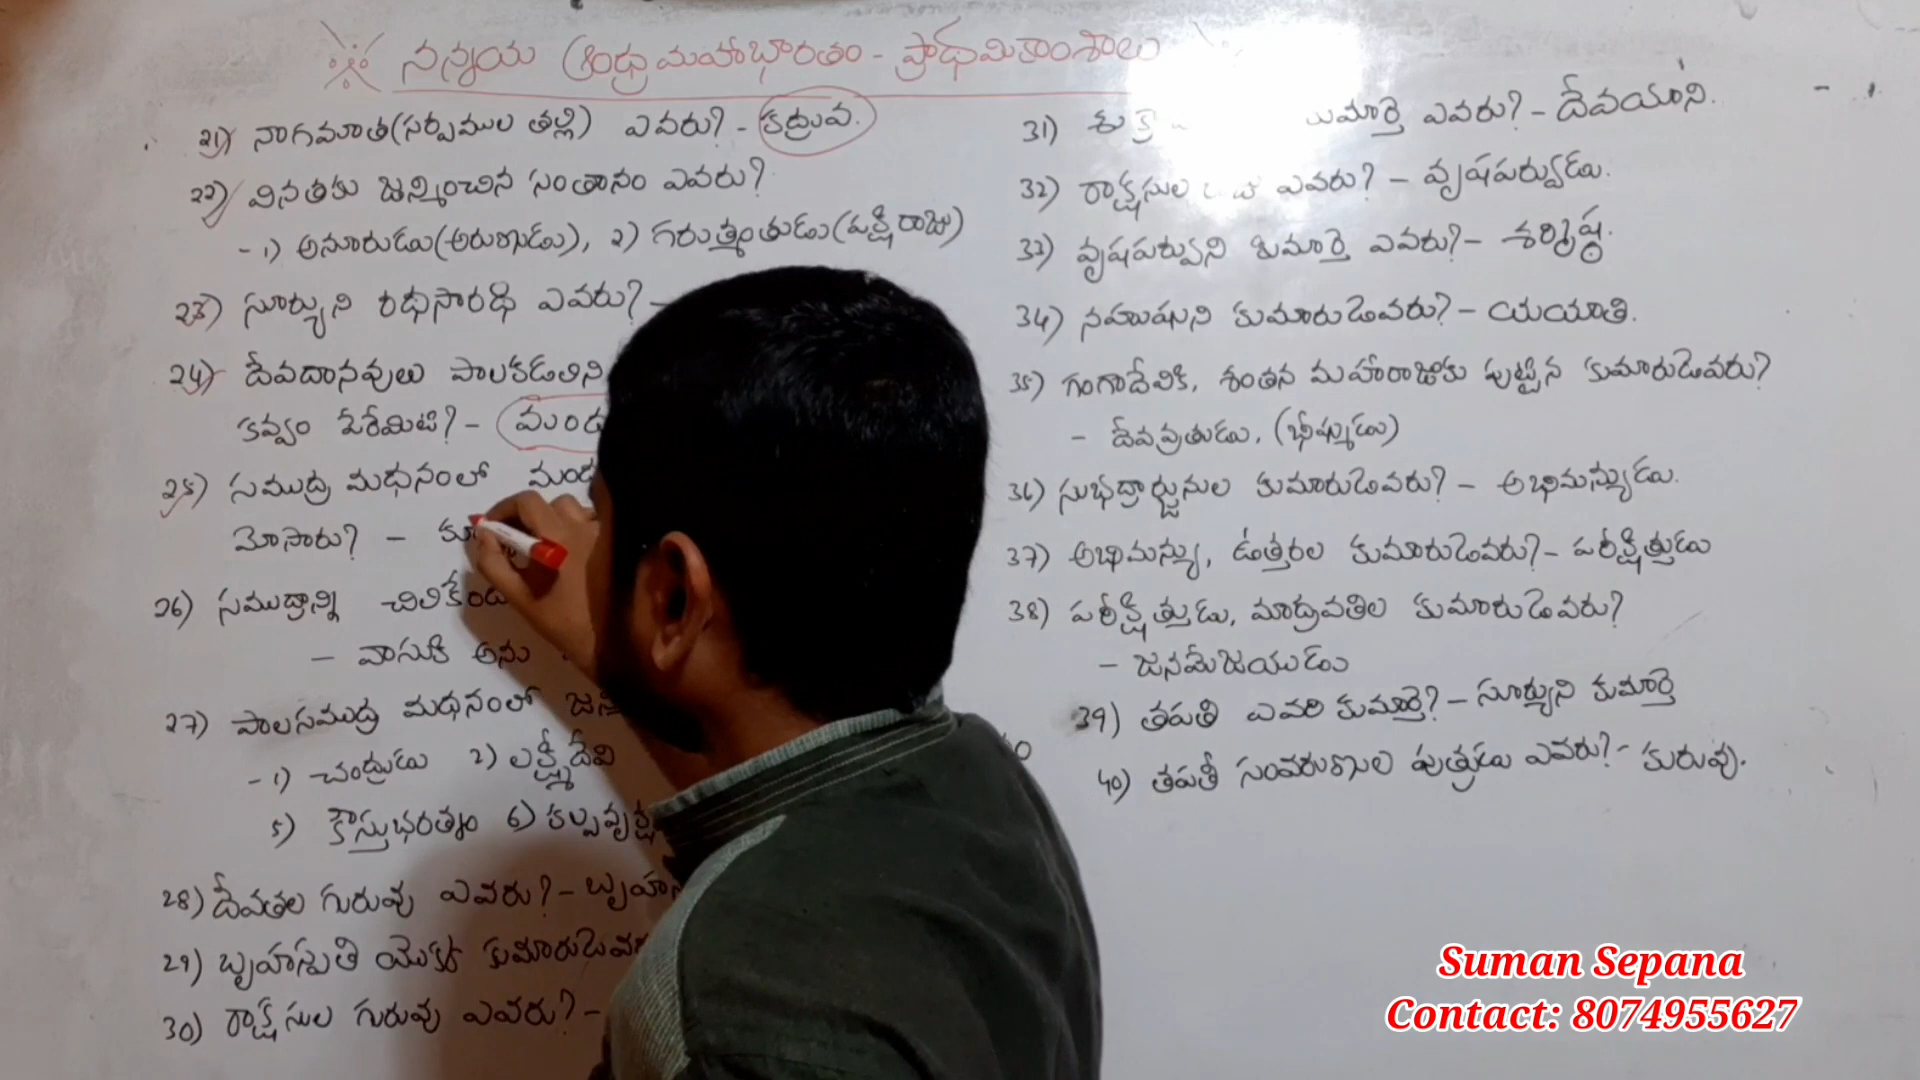 నన్నయ ఆంధ్రమహాభారతం - ప్రాథమికాంశాలు
21) నాగమాత(సర్పముల తల్లి) ఎవరు? - కద్రువ.
22) వినతకు జన్మించిన సంతానం ఎవరు?
- 1) అనూరుడు(అరుణుడు), 2) గరుత్మంతుడు(పక్షిరాజు)
23) సూర్యుని రథసారథి ఎవరు? -
24) దేవదానవులు పాలకడలిని
కవ్వం పేరేమిటి? -
25) సముద్ర మథనంలో
మోసారు? -
26) సముద్రాన్ని
- వాసుకి అను
27) పాలసముద్ర మథనంలో
- 1) చంద్రుడు 2) లక్ష్మీదేవి
5) కౌస్తుభరత్నం 6)
28) దేవతల గురువు ఎవరు? -
29) బృహస్పతి యొక్క
30) రాక్షసుల గురువు ఎవరు? -
31) ఎవరు? - దేవయాని.
32) రాక్షసుల ఎవరు? - వృషపర్వుడు.
33) వృషపర్వుని కుమార్తె ఎవరు? - శర్మిష్ఠ.
34) నహుషుని కుమారుడెవరు? - యయాతి.
35) గంగాదేవికి, శంతన మహారాజుకు పుట్టిన కుమారుడెవరు?
- దేవవ్రతుడు, (భీష్ముడు)
36) సుభద్రార్జునుల కుమారుడెవరు? - అభిమన్యుడు.
37) అభిమన్యు, ఉత్తరల కుమారుడెవరు? - పరీక్షిత్తుడు
38) పరీక్షిత్తుడు, మాద్రవతిల కుమారుడెవరు?
- జనమేజయుడు
39) తపతి ఎవరి కుమార్తె? - సూర్యుని కుమార్తె
40) తపతీ సంవరుణుల పుత్రుడు ఎవరు? - కురువు.
Suman Sepana
Contact: 8074955627